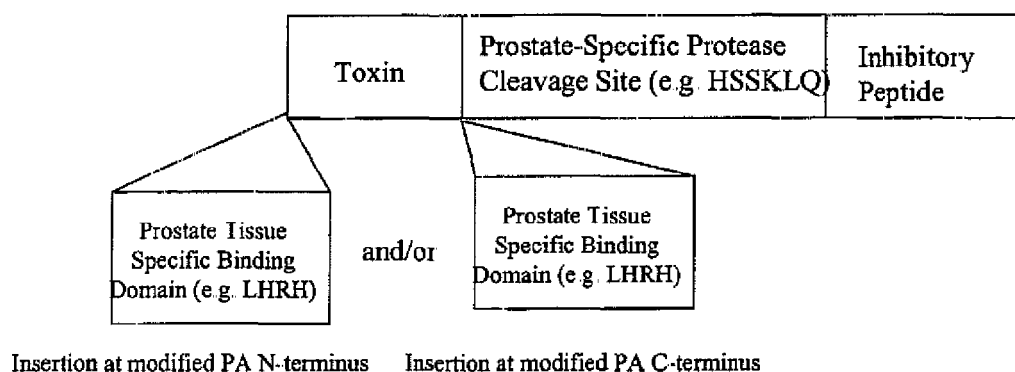 Toxin
Prostate-Specific Protease
Cleavage Site (e.g. HSSKLQ)
Inhibitory
Peptide
Prostate Tissue
Specific Binding
Domain (e.g. LHRH)
and/or
Prostate Tissue
Specific Binding
Domain (e.g. LHRH)
Insertion at modified PA N-terminus
Insertion at modified PA C-terminus